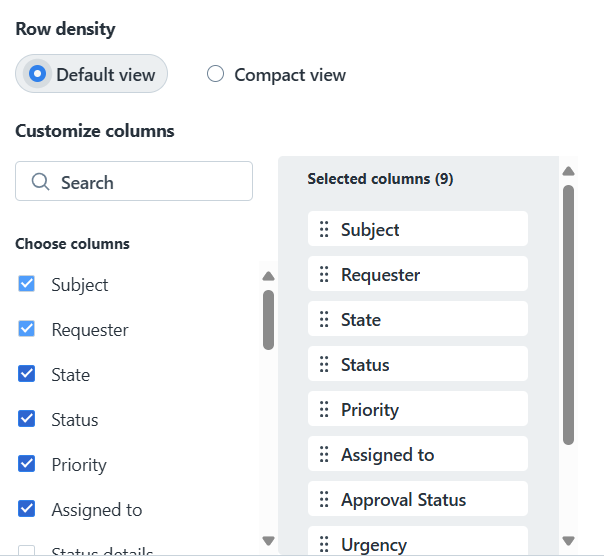 Row density
Default view
Compact view
Customize columns
Search
Choose columns
Subject
Requester
State
Status
Priority
Assigned to
Status details
Selected columns (9)
Subject
Requester
State
Status
Priority
Assigned to
Approval Status
Urgency